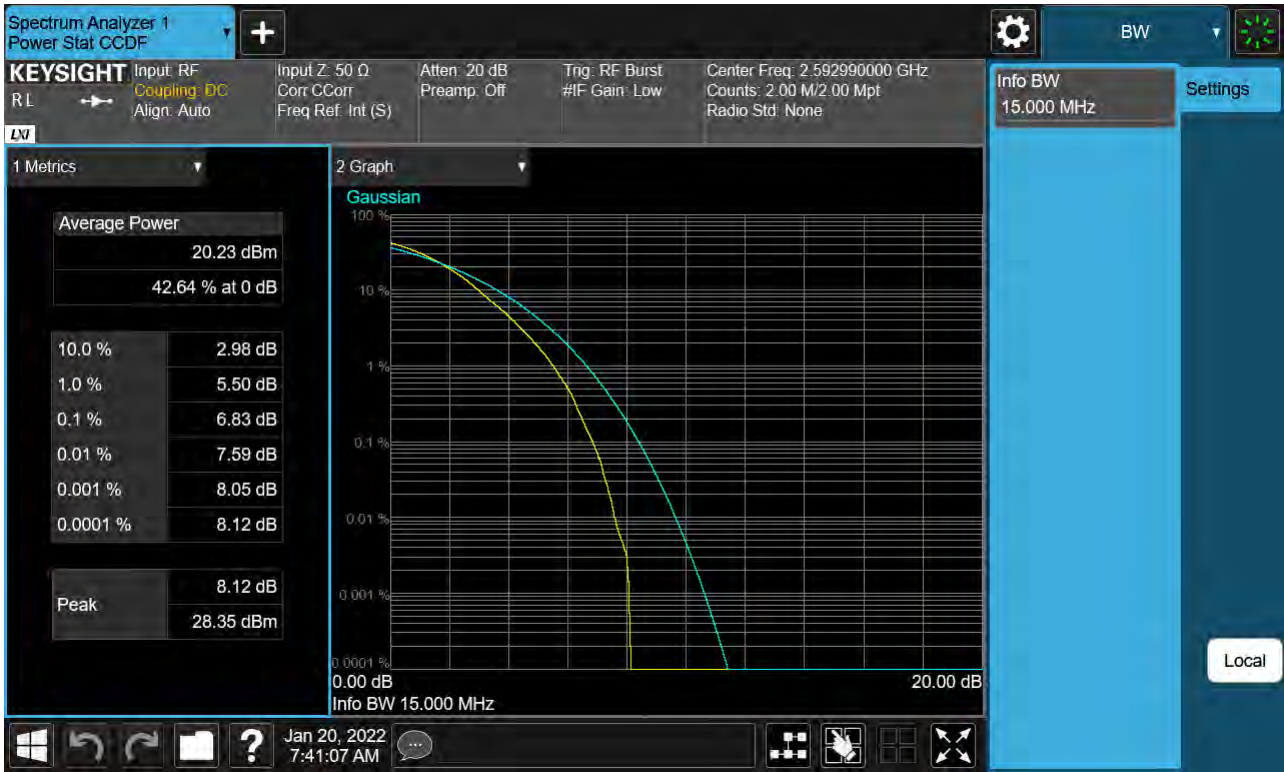 Spectrum Analyzer 1
Power Stat CCDF
+
BW
KEYSIGHT
R L
LXI
Input: RF
Coupling: DC
Align: Auto
Input Z: 50 Ω
Corr CCorr
Freq Ref: Int (S)
Atten: 20 dB
Preamp: Off
Trig: RF Burst
#IF Gain: Low
Center Freq: 2.592990000 GHz
Counts: 2.00 M/2.00 Mpt
Radio Std: None
Info BW
15.000 MHz
Settings
1 Metrics
Average Power
20.23 dBm
42.64 % at 0 dB
10.0 % 2.98 dB
1.0 % 5.50 dB
0.1 % 6.83 dB
0.01 % 7.59 dB
0.001 % 8.05 dB
0.0001 % 8.12 dB
Peak
8.12 dB
28.35 dBm
2 Graph
Gaussian
100 %
10 %
1 %
0.1 %
0.01 %
0.001 %
0.0001 %
0.00 dB 20.00 dB
Info BW 15.000 MHz
Local
?
Jan 20, 2022
7:41:07 AM